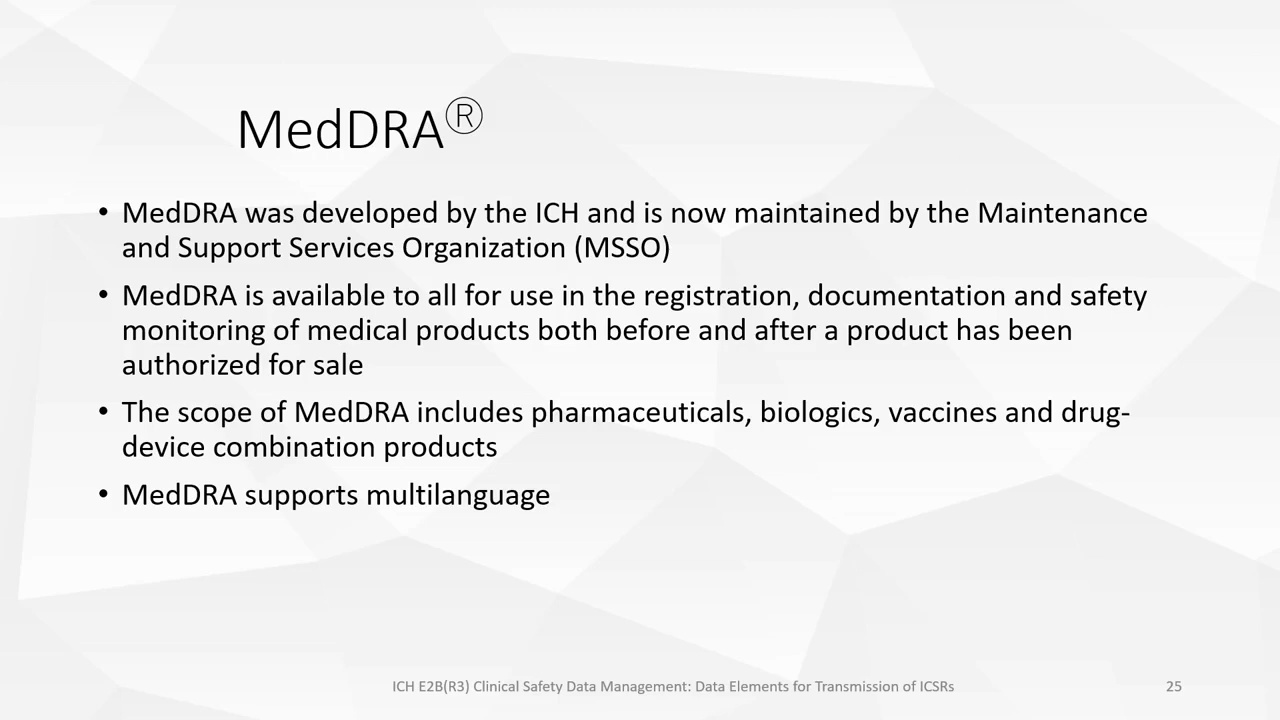 MedDRA®
• MedDRA was developed by the ICH and is now maintained by the Maintenance
and Support Services Organization (MSSO)
• MedDRA is available to all for use in the registration, documentation and safety
monitoring of medical products both before and after a product has been
authorized for sale
• The scope of MedDRA includes pharmaceuticals, biologics, vaccines and drug-
device combination products
• MedDRA supports multilanguage
ICH E2B(R3) Clinical Safety Data Management: Data Elements for Transmission of ICSRs
25